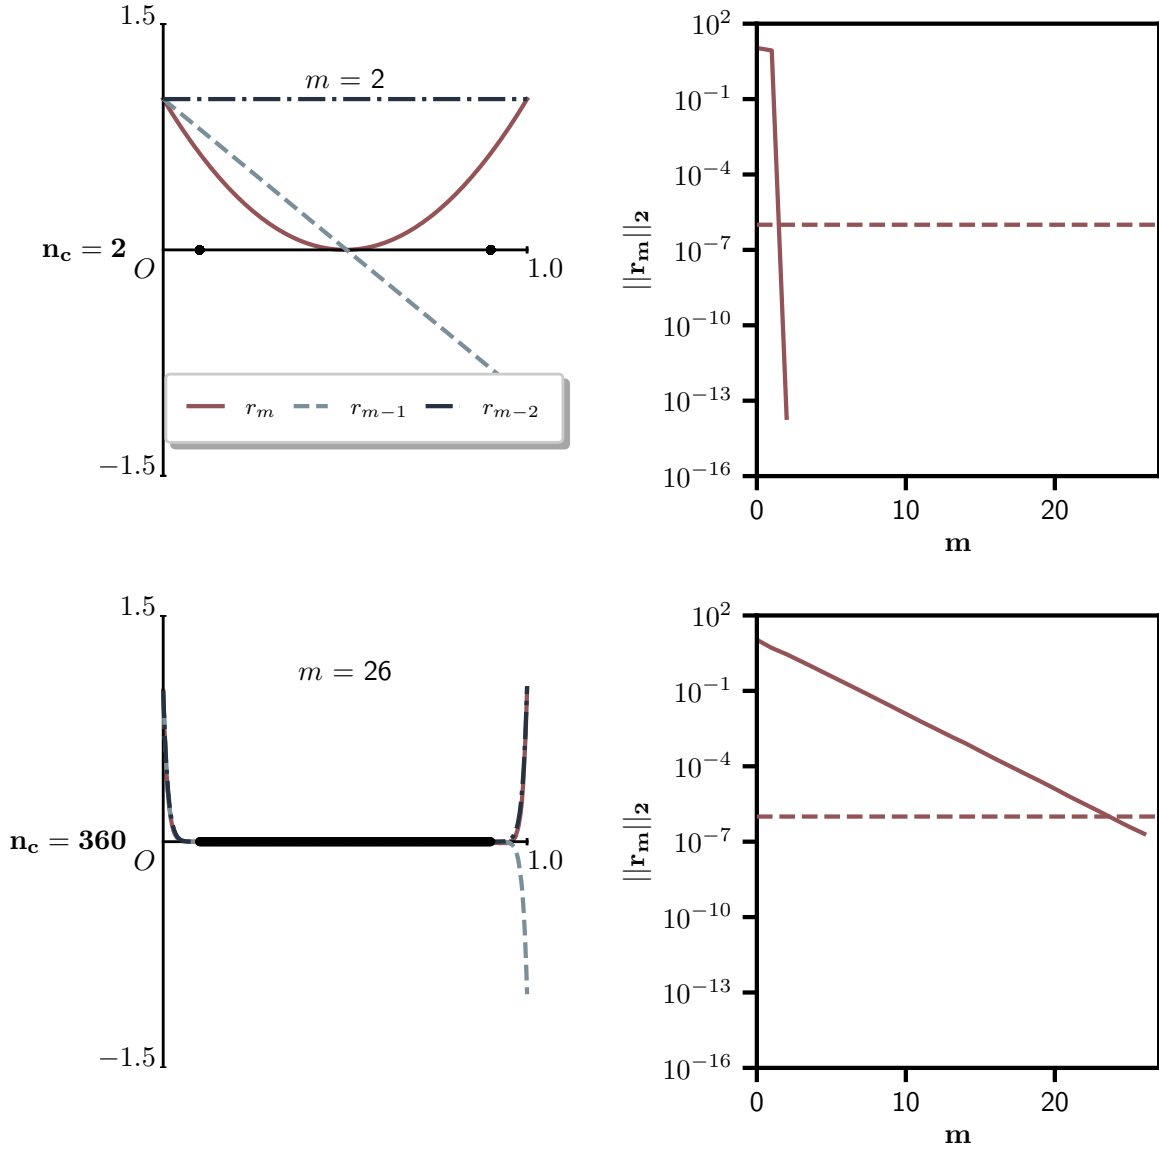 1.5
m = 2
n_c = 2
O
1.0
r_m
r_{m−1}
r_{m−2}
−1.5
10^2
10^{−1}
10^{−4}
10^{−7}
10^{−10}
10^{−13}
10^{−16}
||r_m||_2
0
10
20
m
1.5
m = 26
n_c = 360
O
1.0
−1.5
10^2
10^{−1}
10^{−4}
10^{−7}
10^{−10}
10^{−13}
10^{−16}
||r_m||_2
0
10
20
m